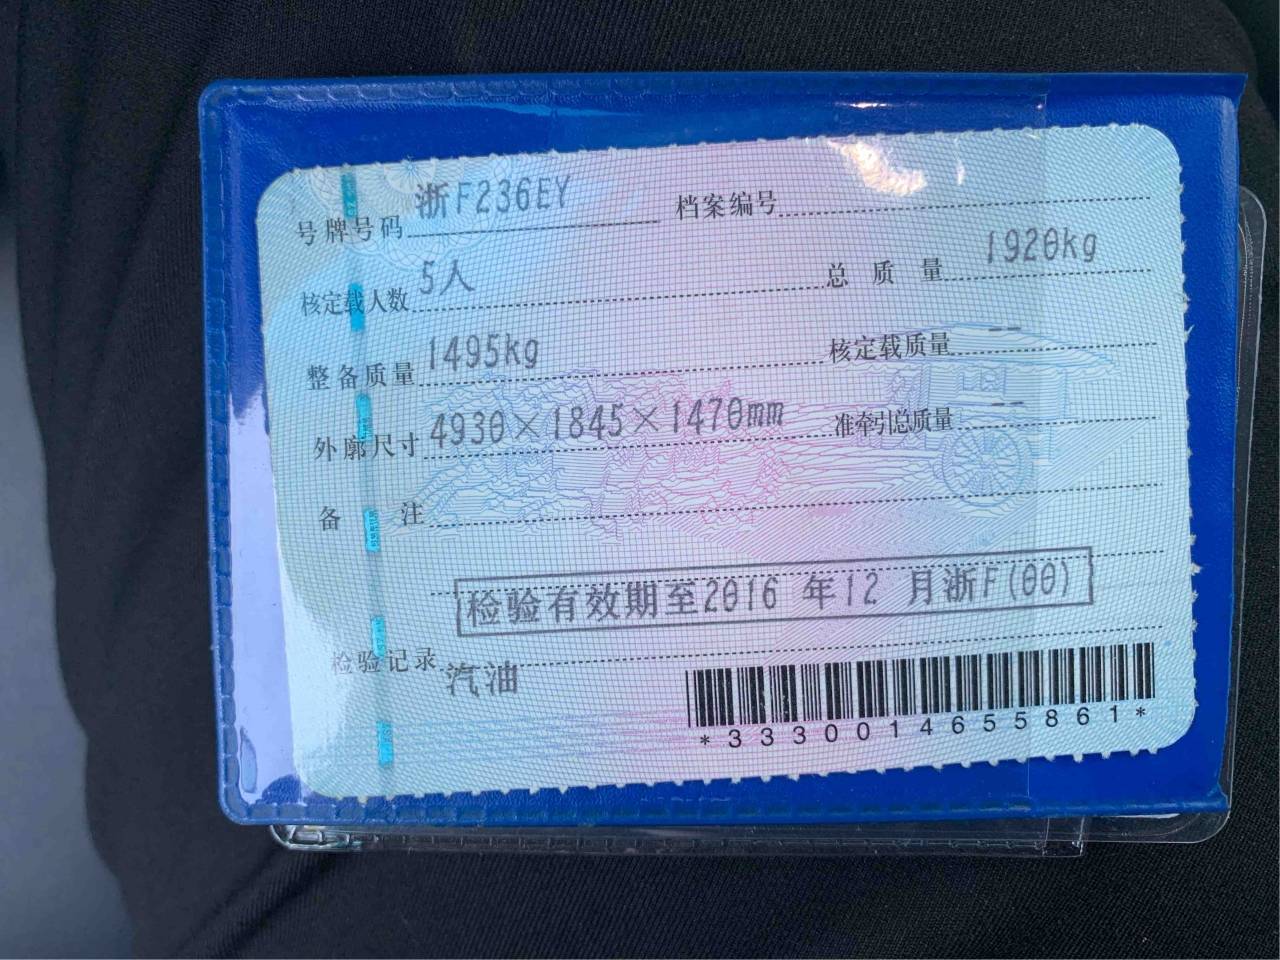 号牌号码 浙F236EY 档案编号
核定载人数 5人 总质量 1920kg
整备质量 1495kg 核定载质量 --
外廓尺寸 4930×1845×1470mm 准牵引总质量 --
备注
检验有效期至2016 年12 月浙F(00)
检验记录 汽油
*3330014655861*